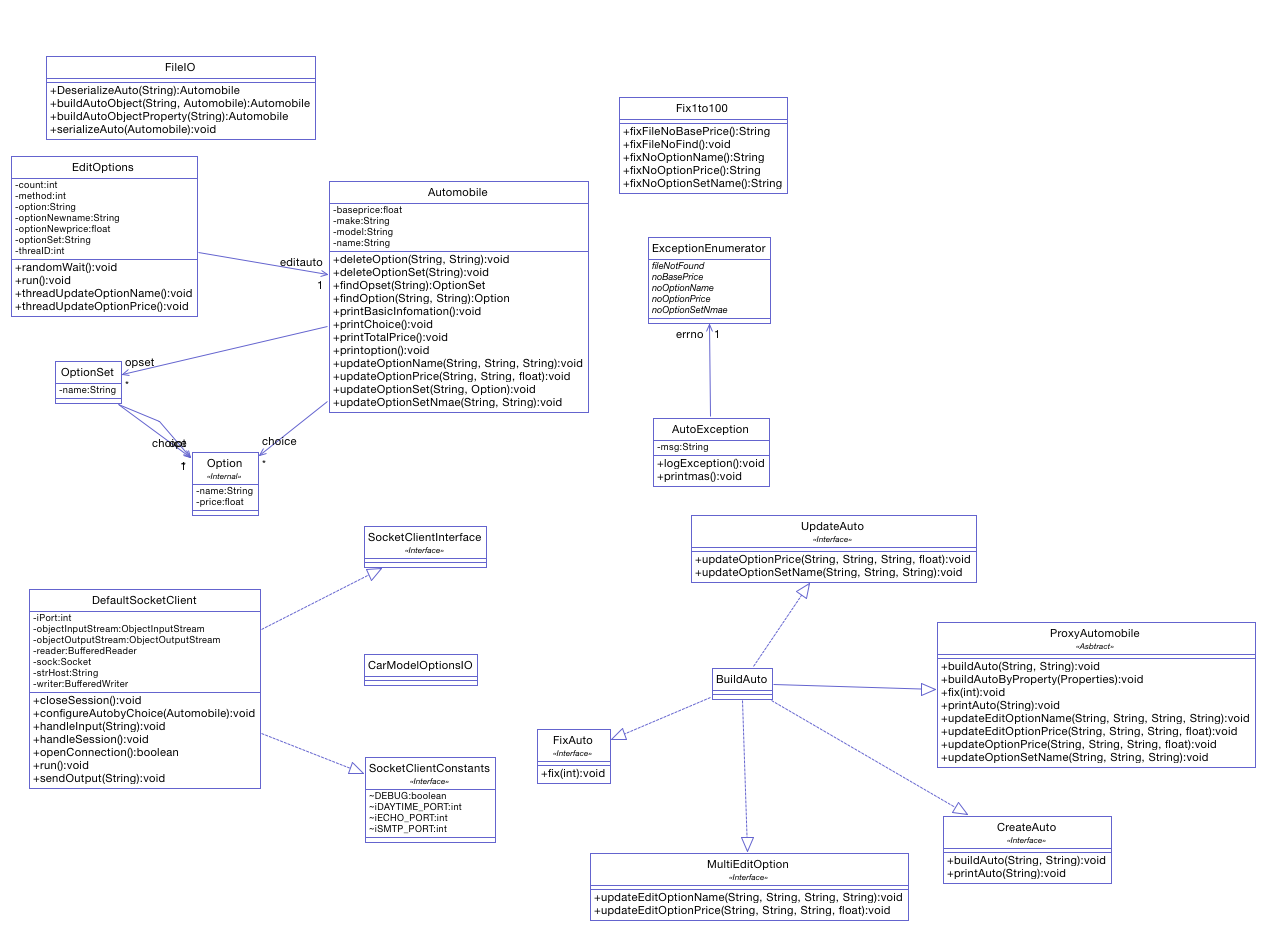 FileIO
+DeserializeAuto(String):Automobile
+buildAutoObject(String, Automobile):Automobile
+buildAutoObjectProperty(String):Automobile
+serializeAuto(Automobile):void
Fix1to100
+fixFileNoBasePrice():String
+fixFileNoFind():void
+fixNoOptionName():String
+fixNoOptionPrice():String
+fixNoOptionSetName():String
EditOptions
-count:int
-method:int
-option:String
-optionNewname:String
-optionNewprice:float
-optionSet:String
-threaID:int
+randomWait():void
+run():void
+threadUpdateOptionName():void
+threadUpdateOptionPrice():void
editauto
1
Automobile
-baseprice:float
-make:String
-model:String
-name:String
+deleteOption(String, String):void
+deleteOptionSet(String):void
+findOpset(String):OptionSet
+findOption(String, String):Option
+printBasicInfomation():void
+printChoice():void
+printTotalPrice():void
+printoption():void
+updateOptionName(String, String, String):void
+updateOptionPrice(String, String, float):void
+updateOptionSet(String, Option):void
+updateOptionSetNmae(String, String):void
ExceptionEnumerator
fileNotFound
noBasePrice
noOptionName
noOptionPrice
noOptionSetNmae
errno 1
opset
*
OptionSet
-name:String
choice
1
choice
*
Option
«Internal»
-name:String
-price:float
AutoException
-msg:String
+logException():void
+printmas():void
SocketClientInterface
«Interface»
UpdateAuto
«Interface»
+updateOptionPrice(String, String, String, float):void
+updateOptionSetName(String, String, String):void
DefaultSocketClient
-iPort:int
-objectInputStream:ObjectInputStream
-objectOutputStream:ObjectOutputStream
-reader:BufferedReader
-sock:Socket
-strHost:String
-writer:BufferedWriter
+closeSession():void
+configureAutobyChoice(Automobile):void
+handleInput(String):void
+handleSession():void
+openConnection():boolean
+run():void
+sendOutput(String):void
CarModelOptionsIO
BuildAuto
ProxyAutomobile
«Asbtract»
+buildAuto(String, String):void
+buildAutoByProperty(Properties):void
+fix(int):void
+printAuto(String):void
+updateEditOptionName(String, String, String, String):void
+updateEditOptionPrice(String, String, String, float):void
+updateOptionPrice(String, String, String, float):void
+updateOptionSetName(String, String, String):void
FixAuto
«Interface»
+fix(int):void
SocketClientConstants
«Interface»
~DEBUG:boolean
~iDAYTIME_PORT:int
~iECHO_PORT:int
~iSMTP_PORT:int
CreateAuto
«Interface»
+buildAuto(String, String):void
+printAuto(String):void
MultiEditOption
«Interface»
+updateEditOptionName(String, String, String, String):void
+updateEditOptionPrice(String, String, String, float):void